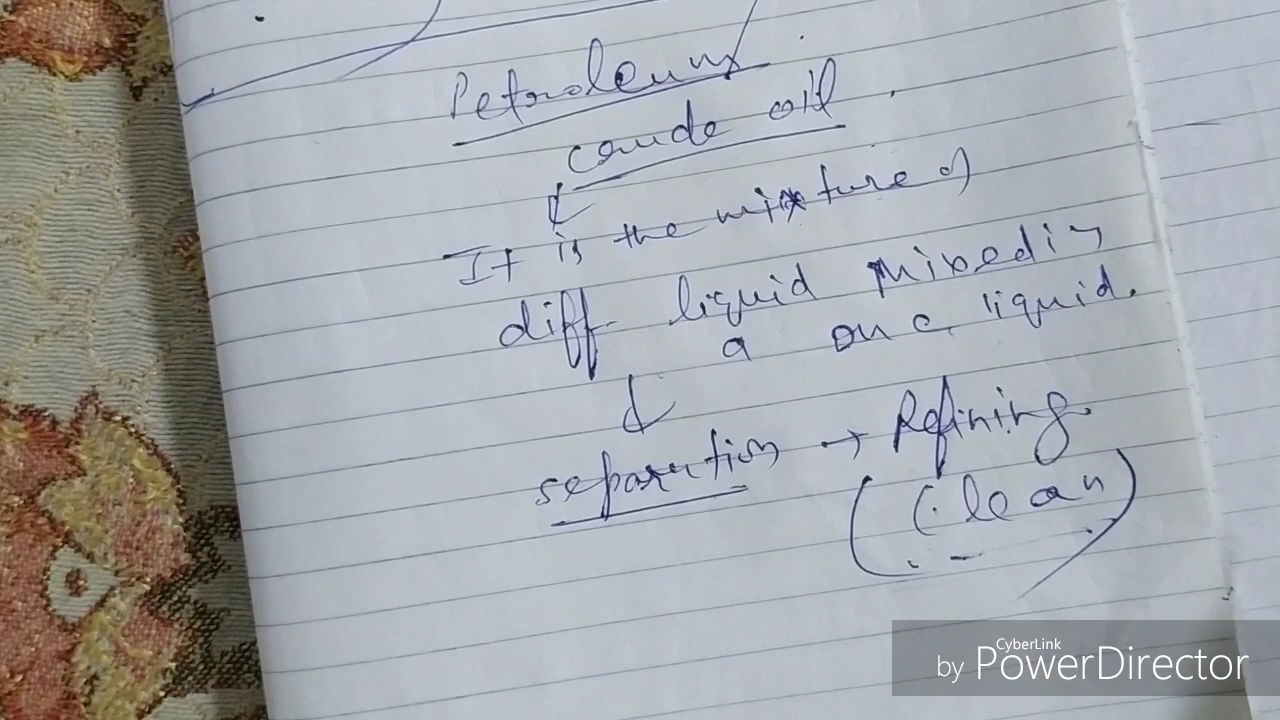 Petroleum
crude oil.
It is the mixture of
diff- liquid mixed in
a one liquid.
separation → Refining
(Clean)
CyberLink
by PowerDirector